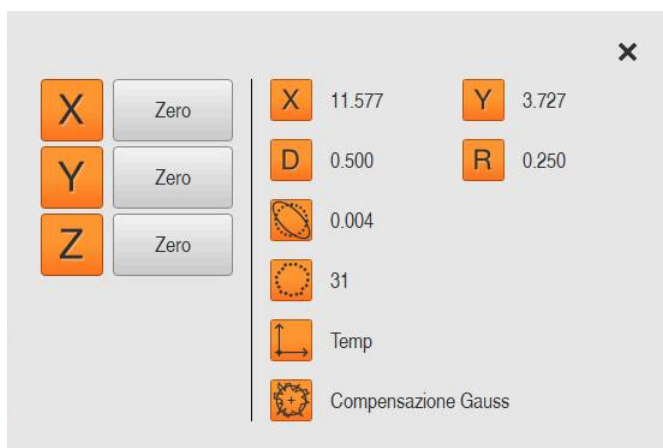 ×
X Zero
Y Zero
Z Zero
X 11.577 Y 3.727
D 0.500 R 0.250
0.004
31
Temp
Compensazione Gauss